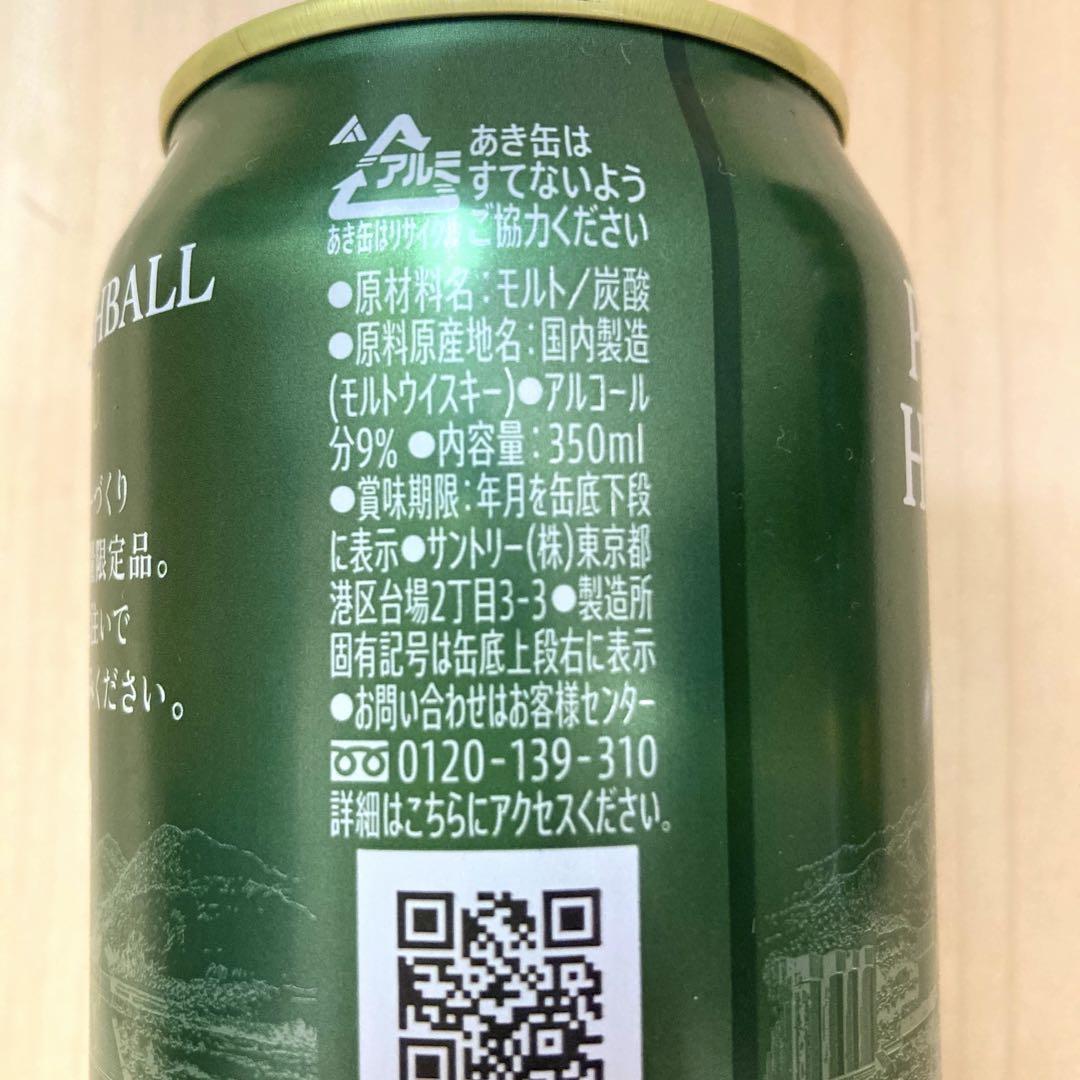 アルミ
あき缶はリサイクル
あき缶は
すてないよう
ご協力ください
●原材料名：モルト／炭酸
●原料原産地名：国内製造
(モルトウイスキー)●アルコール
分9% ●内容量：350ml
●賞味期限：年月を缶底下段
に表示●サントリー(株)東京都
港区台場2丁目3-3●製造所
固有記号は缶底上段右に表示
●お問い合わせはお客様センター
0120-139-310
詳細はこちらにアクセスください。
HBALL
づくり
限定品。
いで
ください。
H